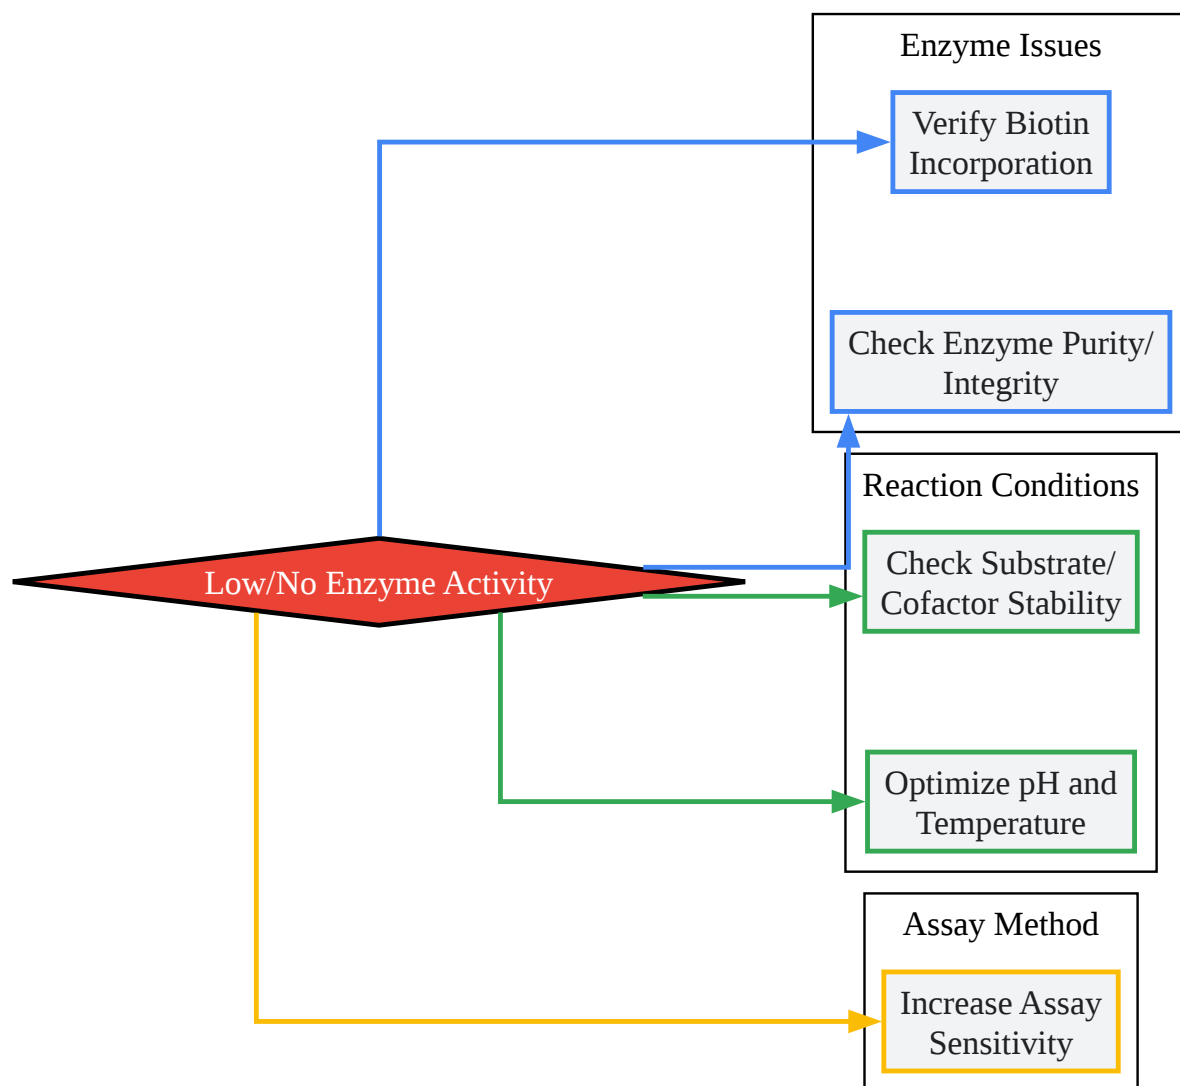 Enzyme Issues
Verify Biotin
Incorporation
Check Enzyme Purity/
Integrity
Reaction Conditions
Low/No Enzyme Activity
Check Substrate/
Cofactor Stability
Optimize pH and
Temperature
Assay Method
Increase Assay
Sensitivity